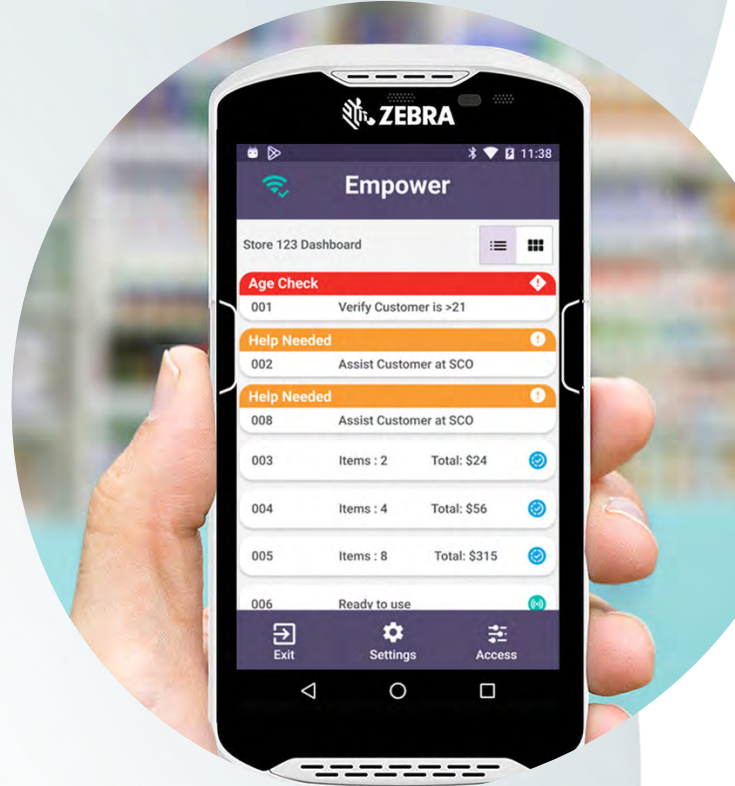 ZEBRA
11:38
Empower
Store 123 Dashboard
Age Check
001 Verify Customer is >21
Help Needed
002 Assist Customer at SCO
Help Needed
008 Assist Customer at SCO
003 Items : 2 Total: $24
004 Items : 4 Total: $56
005 Items : 8 Total: $315
006 Ready to use
Exit Settings Access